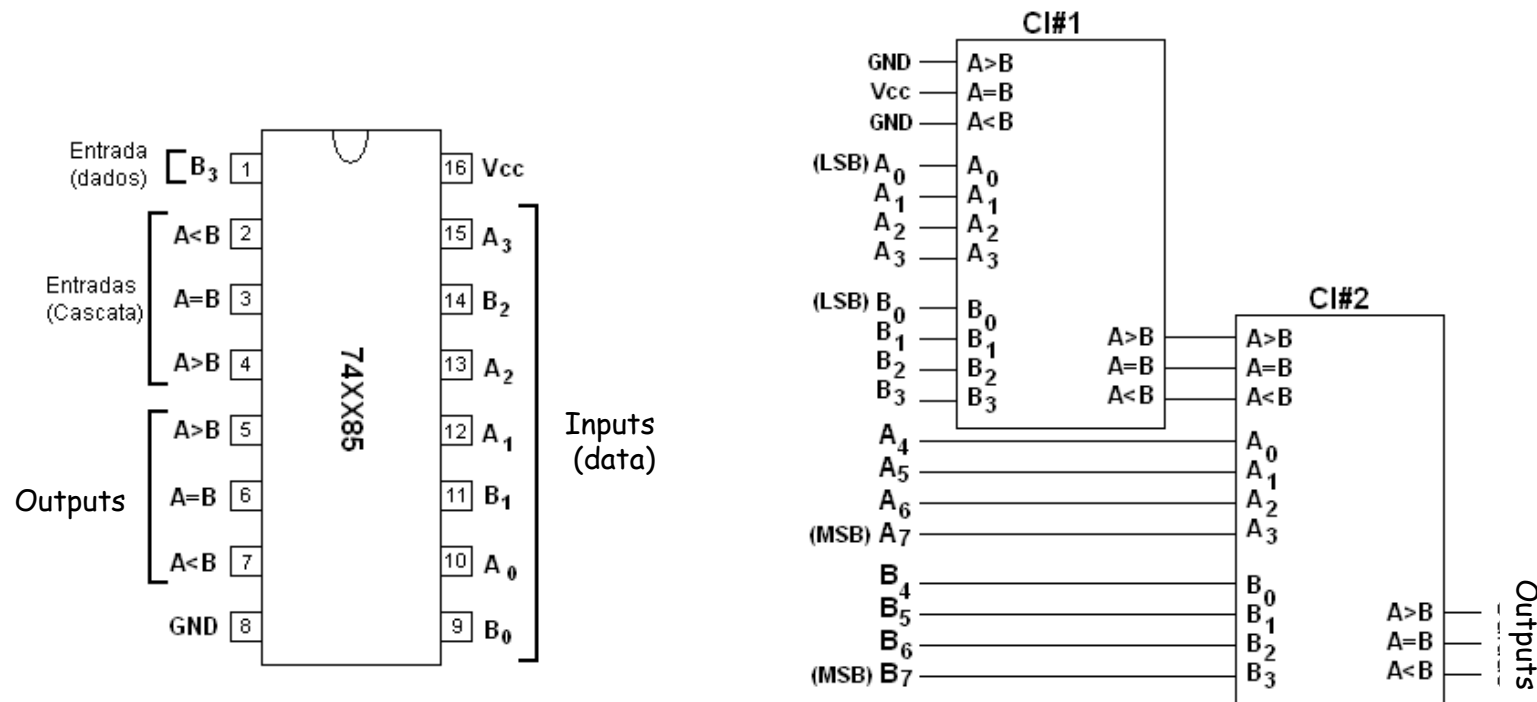 Entrada
(dados)
B3 1
16 Vcc
A<B 2
15 A3
Entradas
(Cascata)
A=B 3
14 B2
A>B 4
13 A2
74XX85
A>B 5
12 A1
Outputs
A=B 6
11 B1
Inputs
(data)
A<B 7
10 A0
GND 8
9 B0
CI#1
GND A>B
Vcc A=B
GND A<B
(LSB) A0 A0
A1 A1
A2 A2
A3 A3
(LSB) B0 B0
B1 B1
B2 B2
B3 B3
A>B
A=B
A<B
CI#2
A>B
A=B
A<B
A4 A0
A5 A1
A6 A2
(MSB) A7 A3
B4 B0
B5 B1
B6 B2
(MSB) B7 B3
A>B
A=B
A<B
Outputs